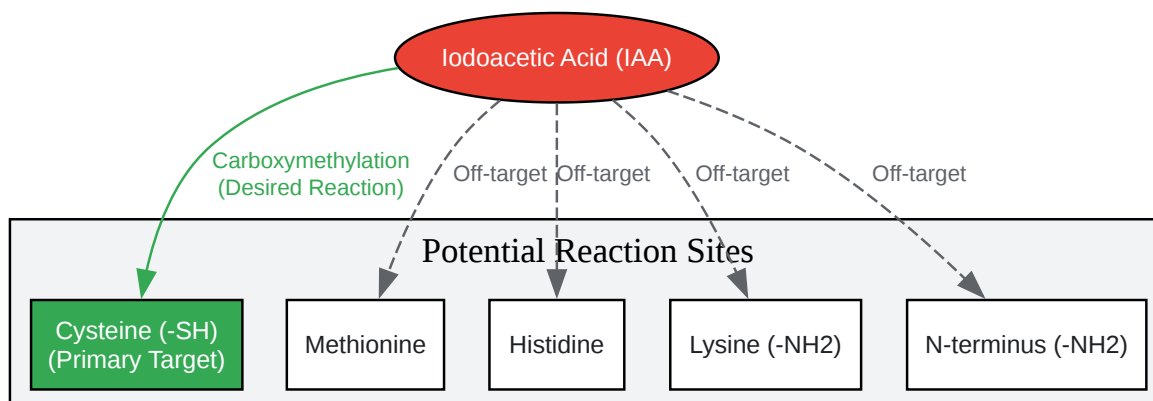 Iodoacetic Acid (IAA)
Carboxymethylation
(Desired Reaction)
Off-target
Off-target
Off-target
Off-target
Potential Reaction Sites
Cysteine (-SH)
(Primary Target)
Methionine
Histidine
Lysine (-NH2)
N-terminus (-NH2)